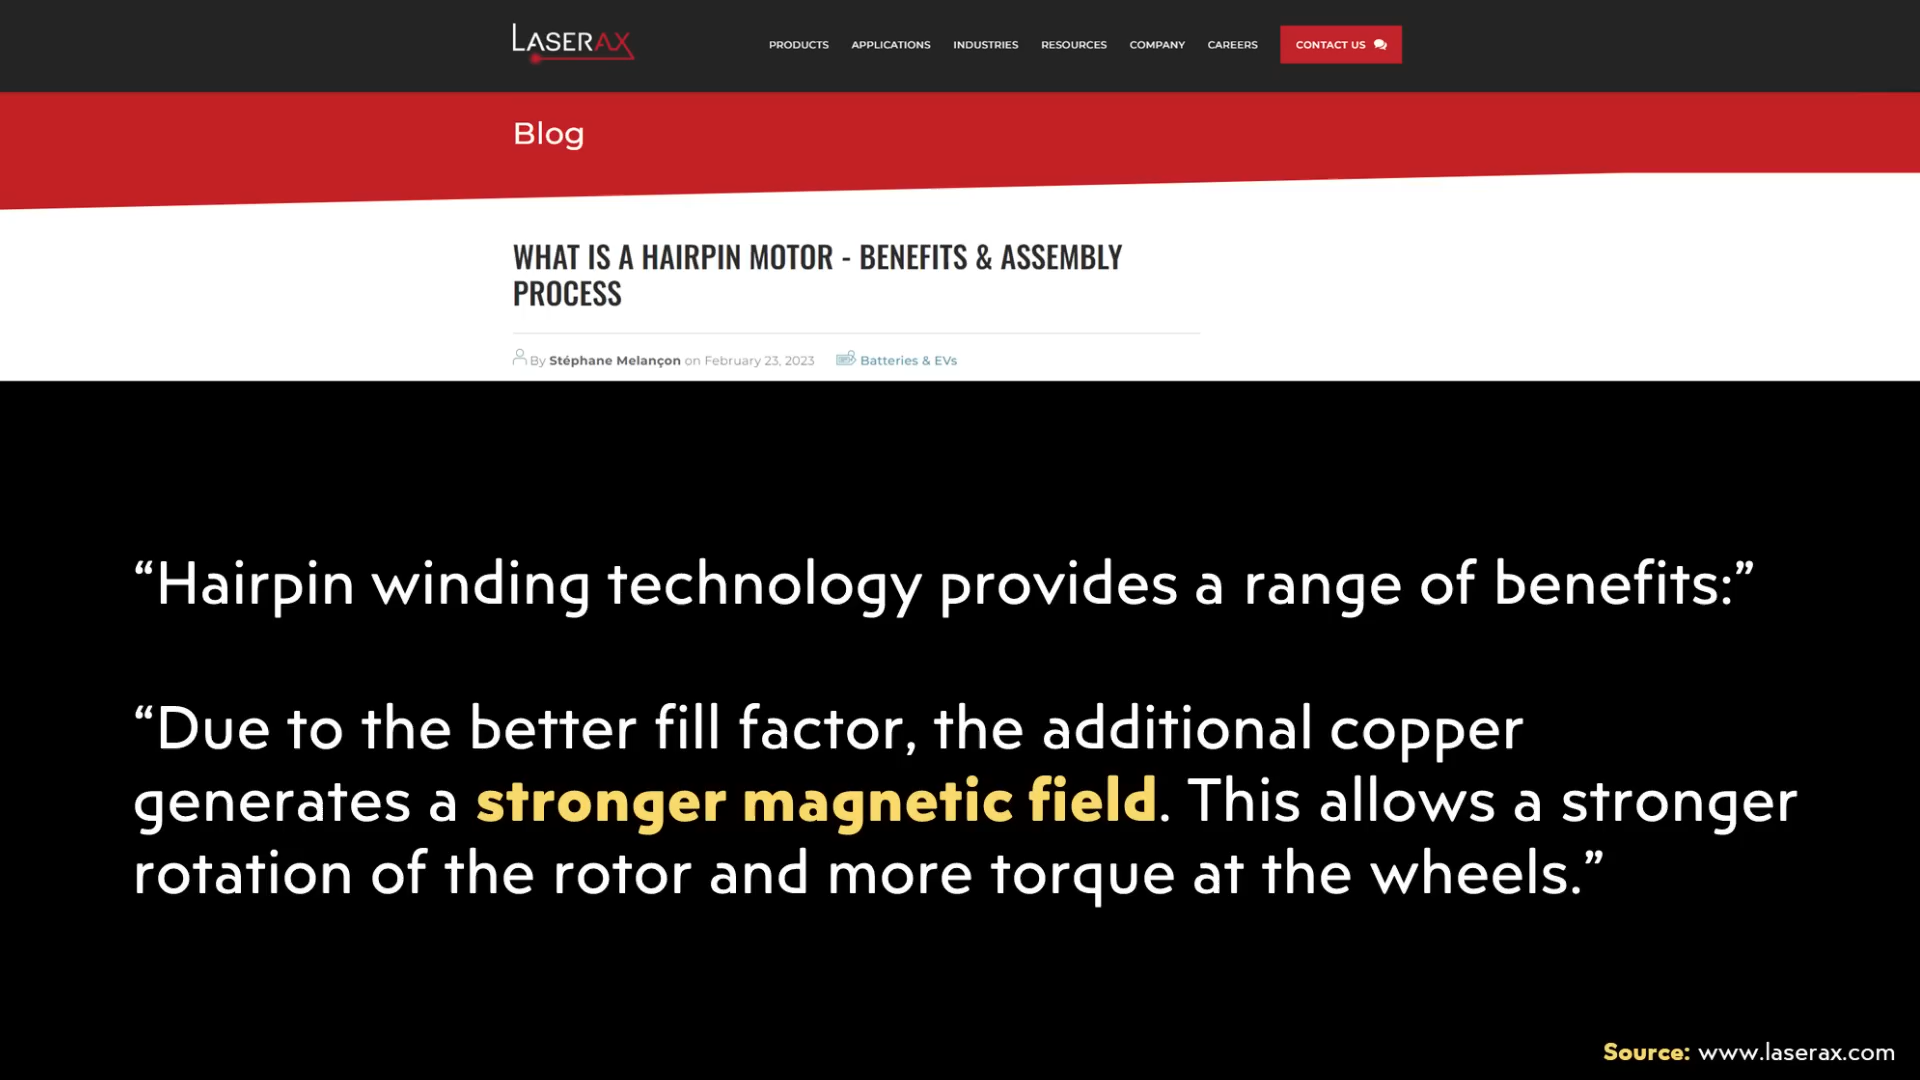 LASERAX
PRODUCTS APPLICATIONS INDUSTRIES RESOURCES COMPANY CAREERS CONTACT US
Blog
WHAT IS A HAIRPIN MOTOR - BENEFITS & ASSEMBLY
PROCESS
By Stéphane Melançon on February 23, 2023 Batteries & EVs
“Hairpin winding technology provides a range of benefits:”
“Due to the better fill factor, the additional copper
generates a stronger magnetic field. This allows a stronger
rotation of the rotor and more torque at the wheels.”
Source: www.laserax.com